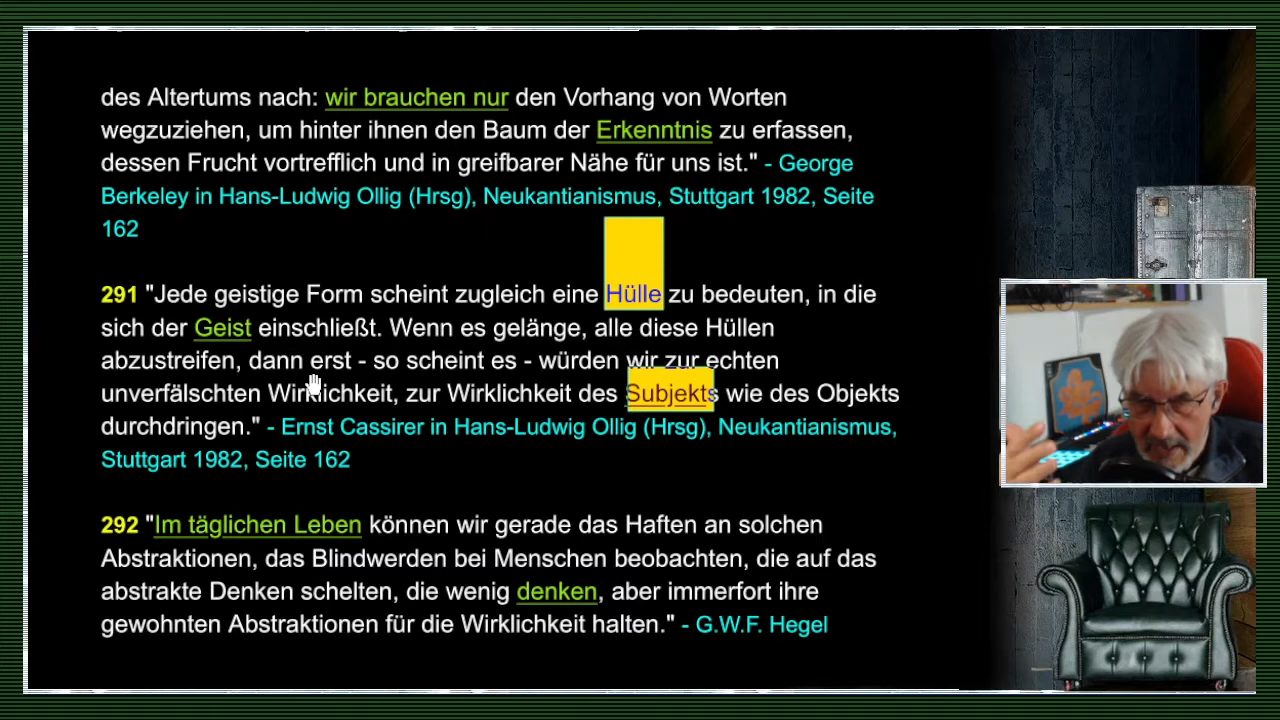 des Altertums nach: wir brauchen nur den Vorhang von Worten
wegzuziehen, um hinter ihnen den Baum der Erkenntnis zu erfassen,
dessen Frucht vortrefflich und in greifbarer Nähe für uns ist." - George
Berkeley in Hans-Ludwig Ollig (Hrsg), Neukantianismus, Stuttgart 1982, Seite
162
291 "Jede geistige Form scheint zugleich eine Hülle zu bedeuten, in die
sich der Geist einschließt. Wenn es gelänge, alle diese Hüllen
abzustreifen, dann erst - so scheint es - würden wir zur echten
unverfälschten Wirklichkeit, zur Wirklichkeit des Subjekts wie des Objekts
durchdringen." - Ernst Cassirer in Hans-Ludwig Ollig (Hrsg), Neukantianismus,
Stuttgart 1982, Seite 162
292 "Im täglichen Leben können wir gerade das Haften an solchen
Abstraktionen, das Blindwerden bei Menschen beobachten, die auf das
abstrakte Denken schelten, die wenig denken, aber immerfort ihre
gewohnten Abstraktionen für die Wirklichkeit halten." - G.W.F. Hegel